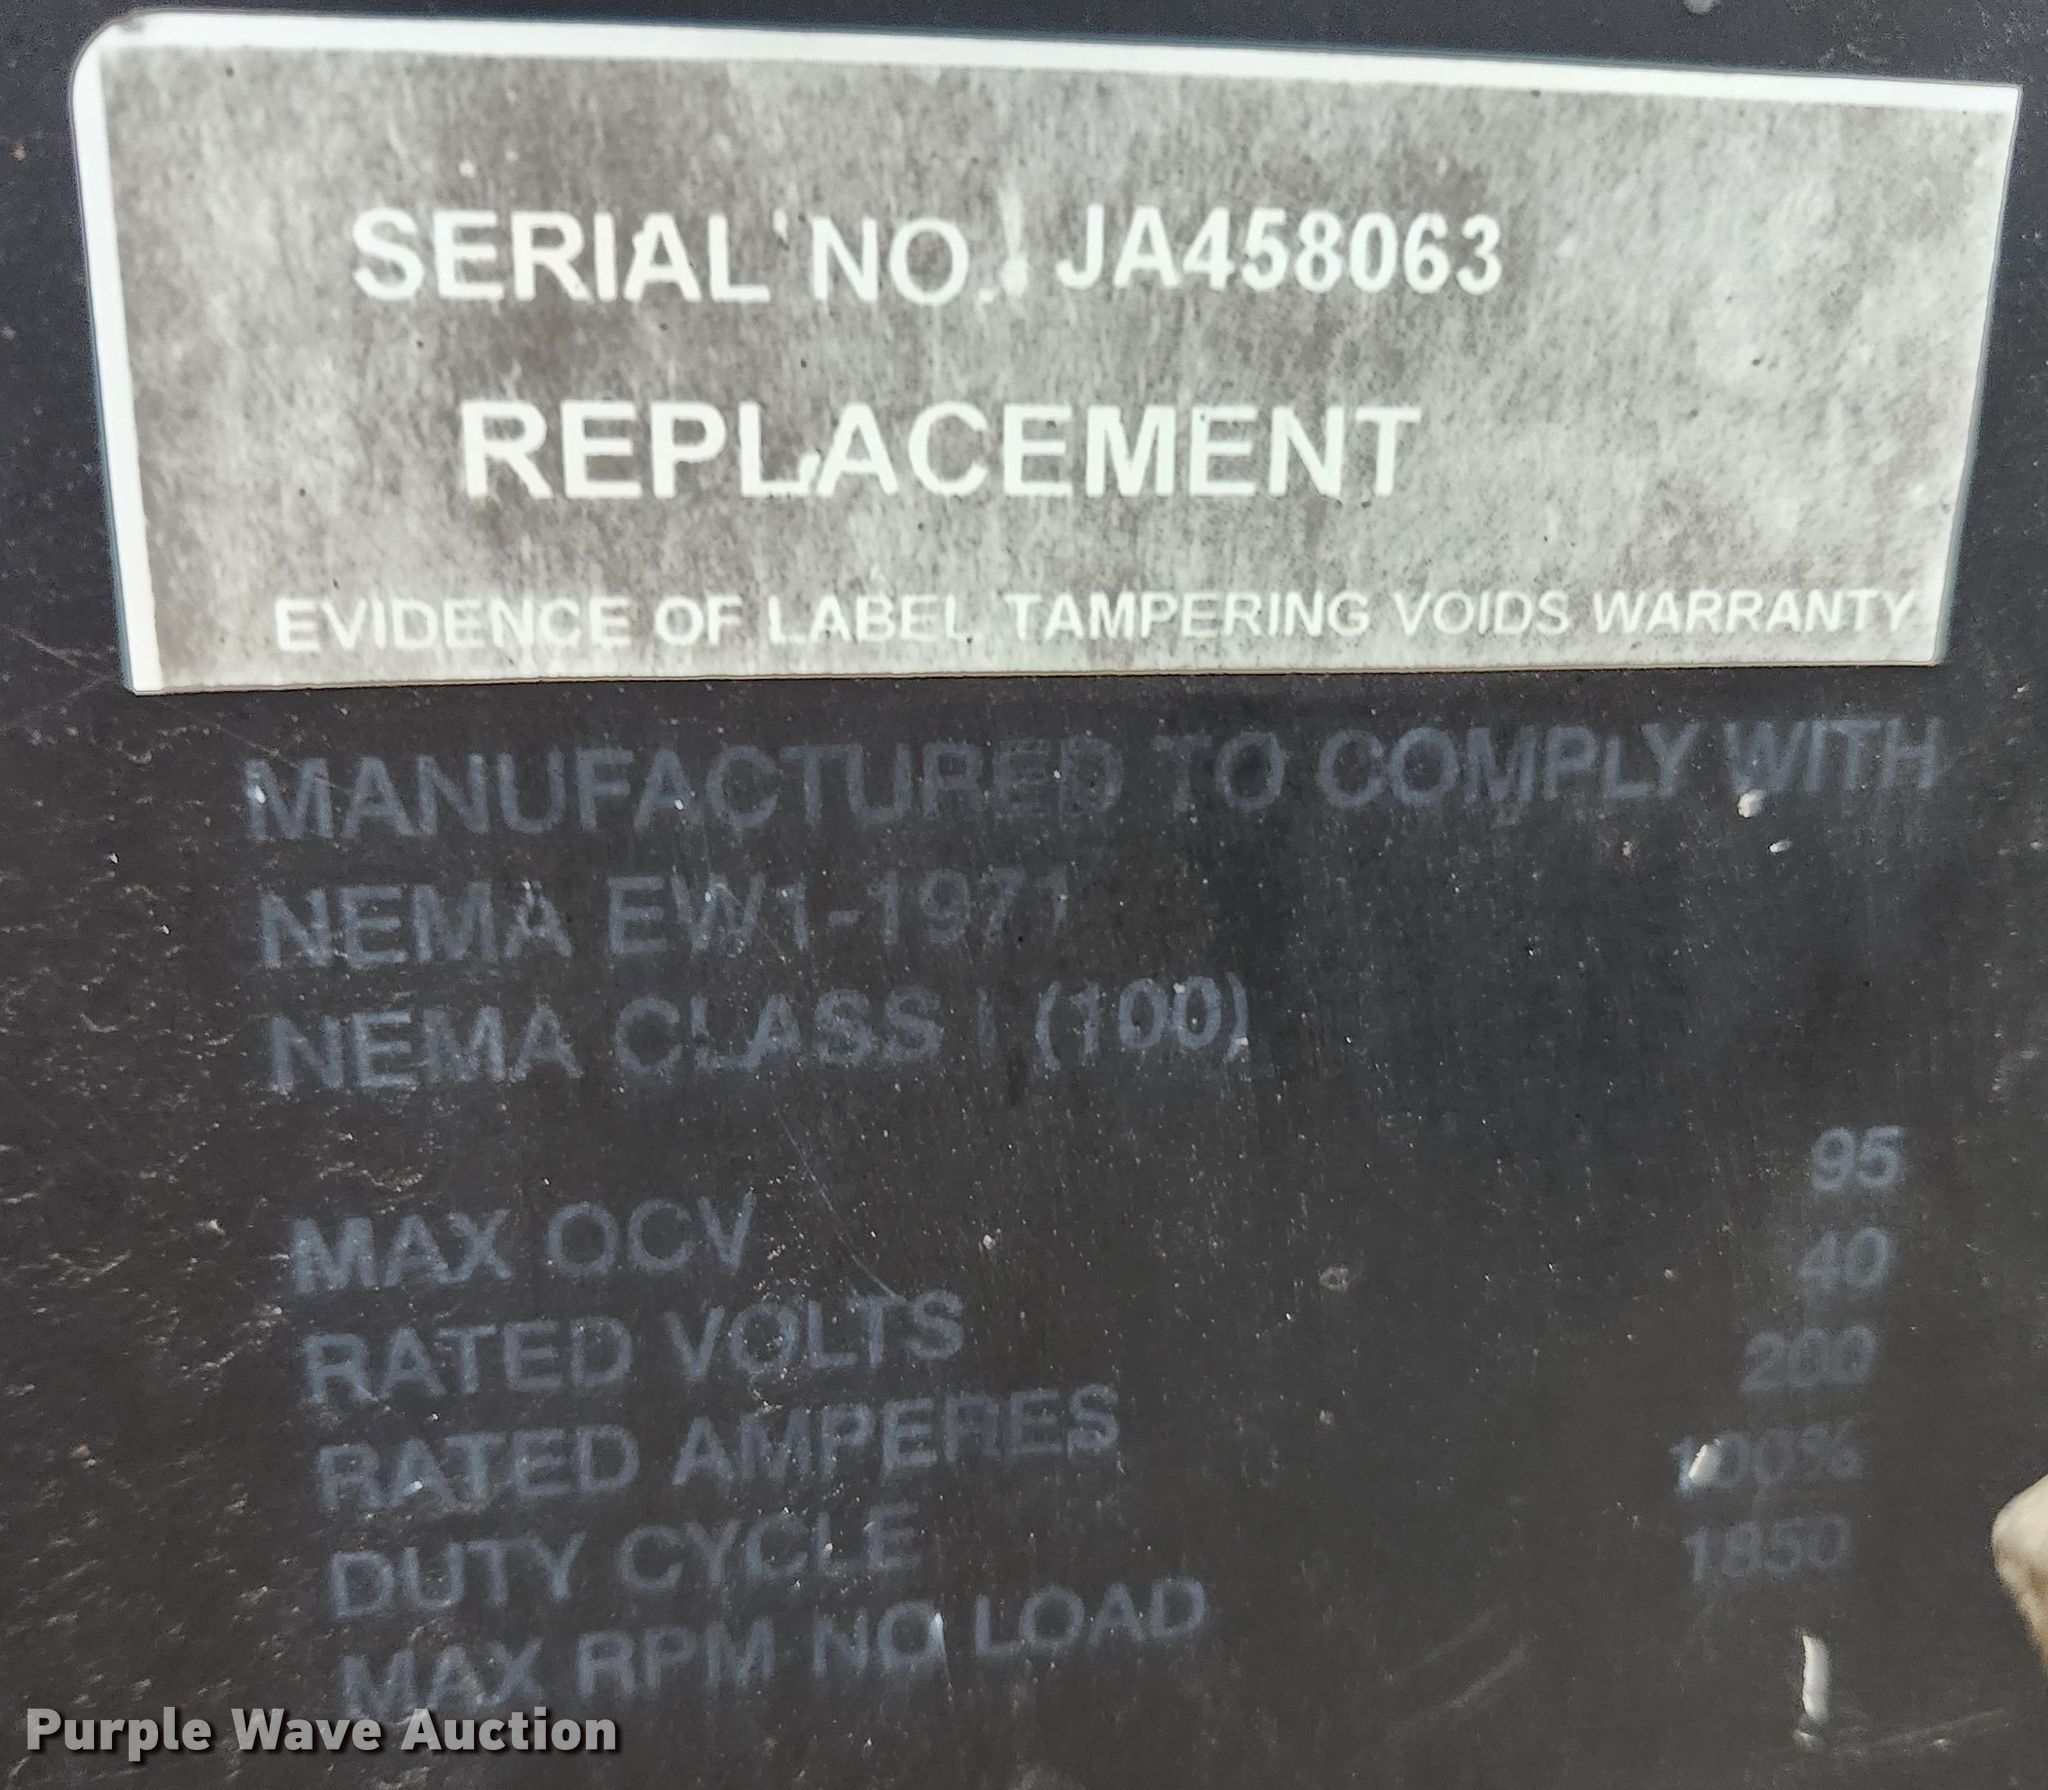 SERIAL NO. JA458063
REPLACEMENT
EVIDENCE OF LABEL TAMPERING VOIDS WARRANTY
MANUFACTURED TO COMPLY WITH
NEMA EW1-1971
NEMA CLASS I (100)
MAX OCV 95
RATED VOLTS 40
RATED AMPERES 200
DUTY CYCLE 100%
MAX RPM NO LOAD 1850
Purple Wave Auction